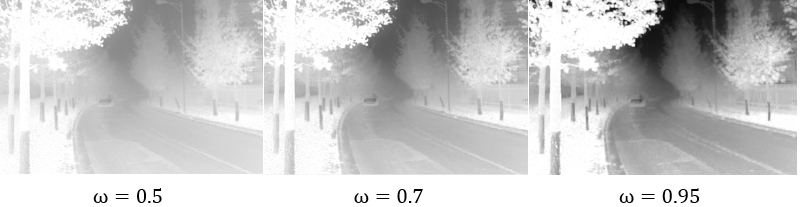 ω = 0.5
ω = 0.7
ω = 0.95